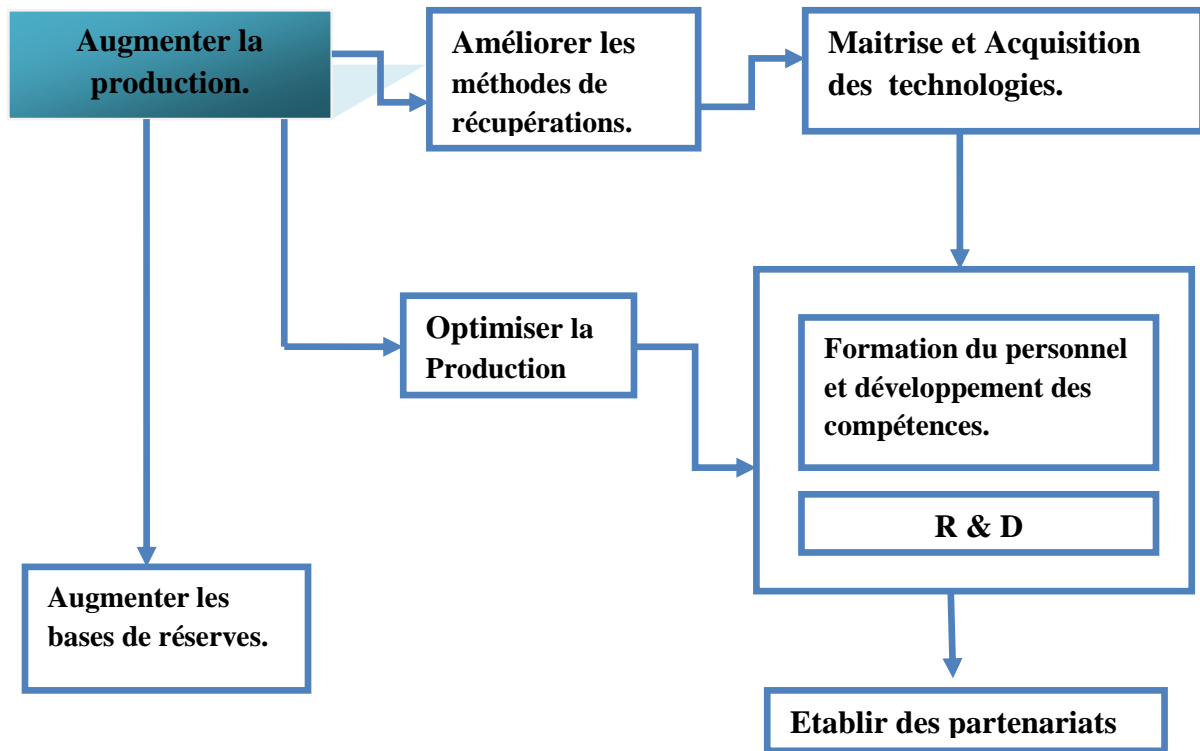 Augmenter la
production.
Améliorer les
méthodes de
récupérations.
Maitrise et Acquisition
des technologies.
Optimiser la
Production
Formation du personnel
et développement des
compétences.
R & D
Augmenter les
bases de réserves.
Etablir des partenariats